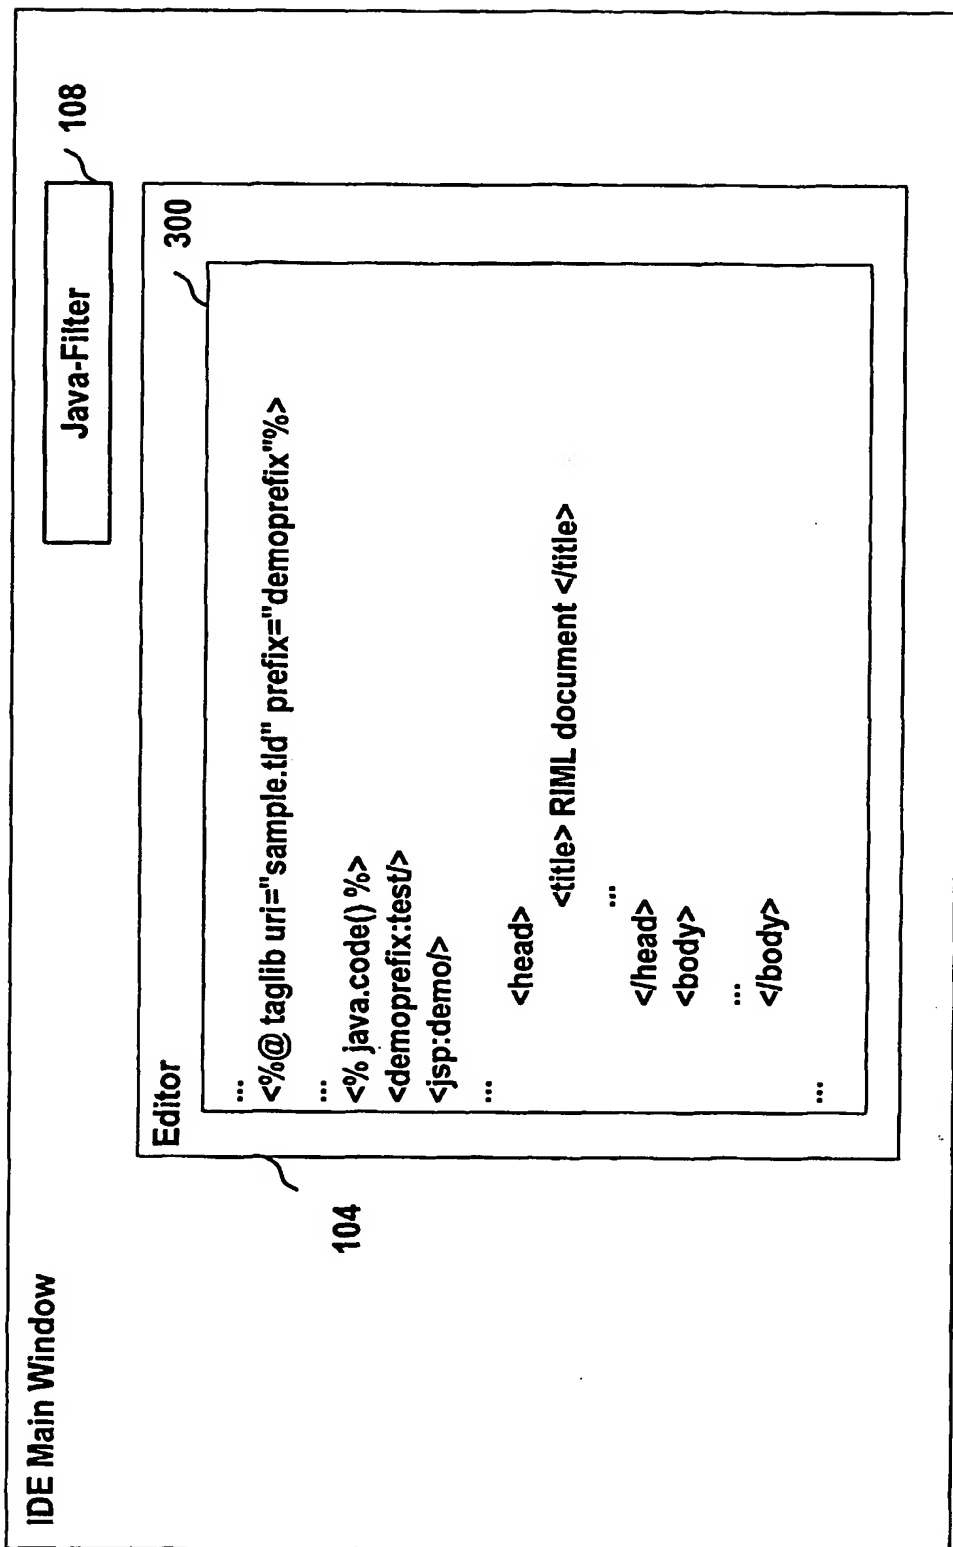 IDE Main Window
Java-Filter
108
Editor
300
...
<%@ taglib uri="sample.tld" prefix="demoprefix"%>
...
<% java.code() %>
<demoprefix:test/>
<jsp:demo/>
...
<head>
<title> RIML document </title>
...
</head>
<body>
...
</body>
...
104